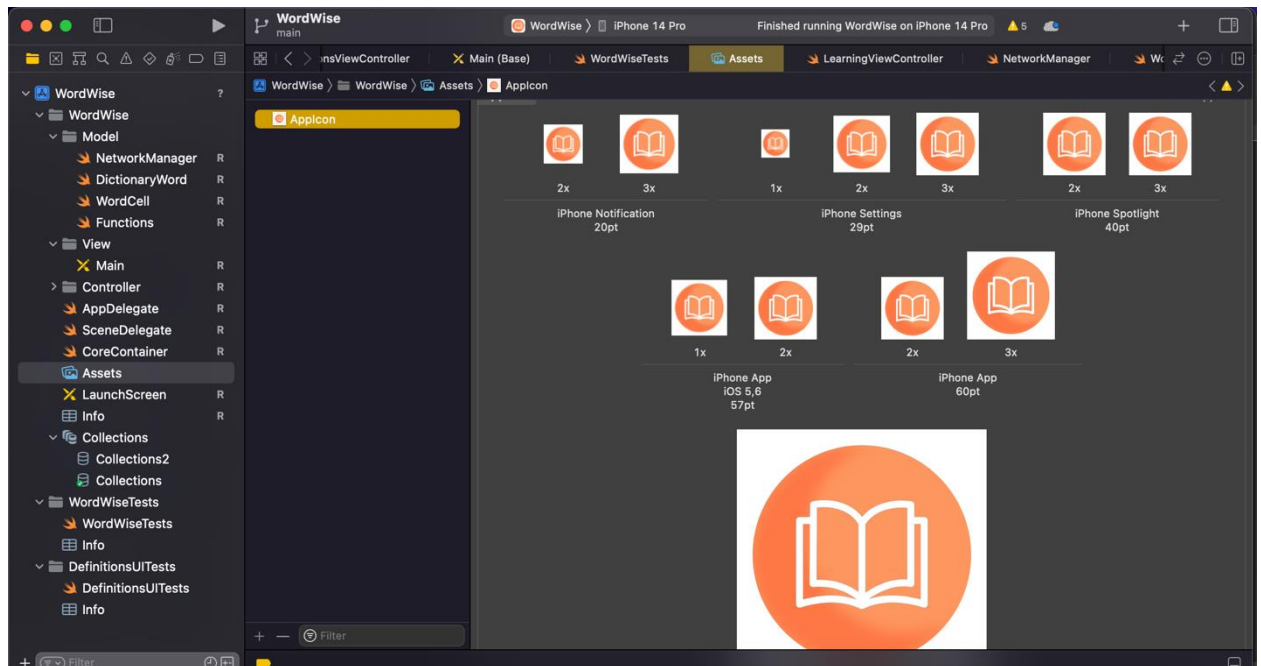 WordWise
main
WordWise 〉 iPhone 14 Pro
Finished running WordWise on iPhone 14 Pro
5
nsViewController
Main (Base)
WordWiseTests
Assets
LearningViewController
NetworkManager
WordWise 〉 WordWise 〉 Assets 〉 AppIcon
WordWise ?
WordWise
Model
NetworkManager R
DictionaryWord R
WordCell R
Functions R
View
Main R
Controller R
AppDelegate R
SceneDelegate R
CoreContainer R
Assets
LaunchScreen R
Info R
Collections
Collections2
Collections
WordWiseTests
WordWiseTests
Info
DefinitionsUITests
DefinitionsUITests
Info
Filter
AppIcon
Filter
2x 3x 1x 2x 3x 2x 3x
iPhone Notification
20pt
iPhone Settings
29pt
iPhone Spotlight
40pt
1x 2x 2x 3x
iPhone App
iOS 5,6
57pt
iPhone App
60pt